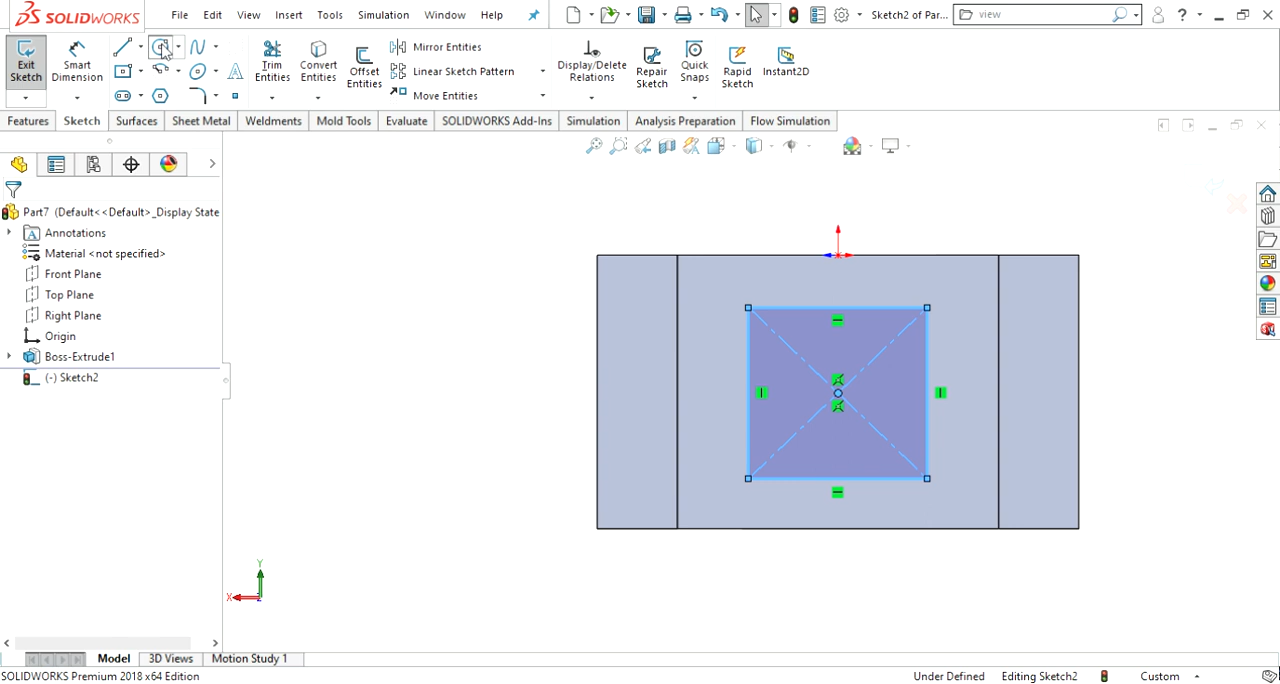 SOLIDWORKS File Edit View Insert Tools Simulation Window Help Sketch2 of Par... view
Exit Sketch
Smart Dimension
Trim Entities
Convert Entities
Offset Entities
Mirror Entities
Linear Sketch Pattern
Move Entities
Display/Delete Relations
Repair Sketch
Quick Snaps
Rapid Sketch
Instant2D
Features Sketch Surfaces Sheet Metal Weldments Mold Tools Evaluate SOLIDWORKS Add-Ins Simulation Analysis Preparation Flow Simulation
Part7 (Default<<Default>_Display State
Annotations
Material <not specified>
Front Plane
Top Plane
Right Plane
Origin
Boss-Extrude1
(-) Sketch2
Y
X
Model 3D Views Motion Study 1
SOLIDWORKS Premium 2018 x64 Edition Under Defined Editing Sketch2 Custom